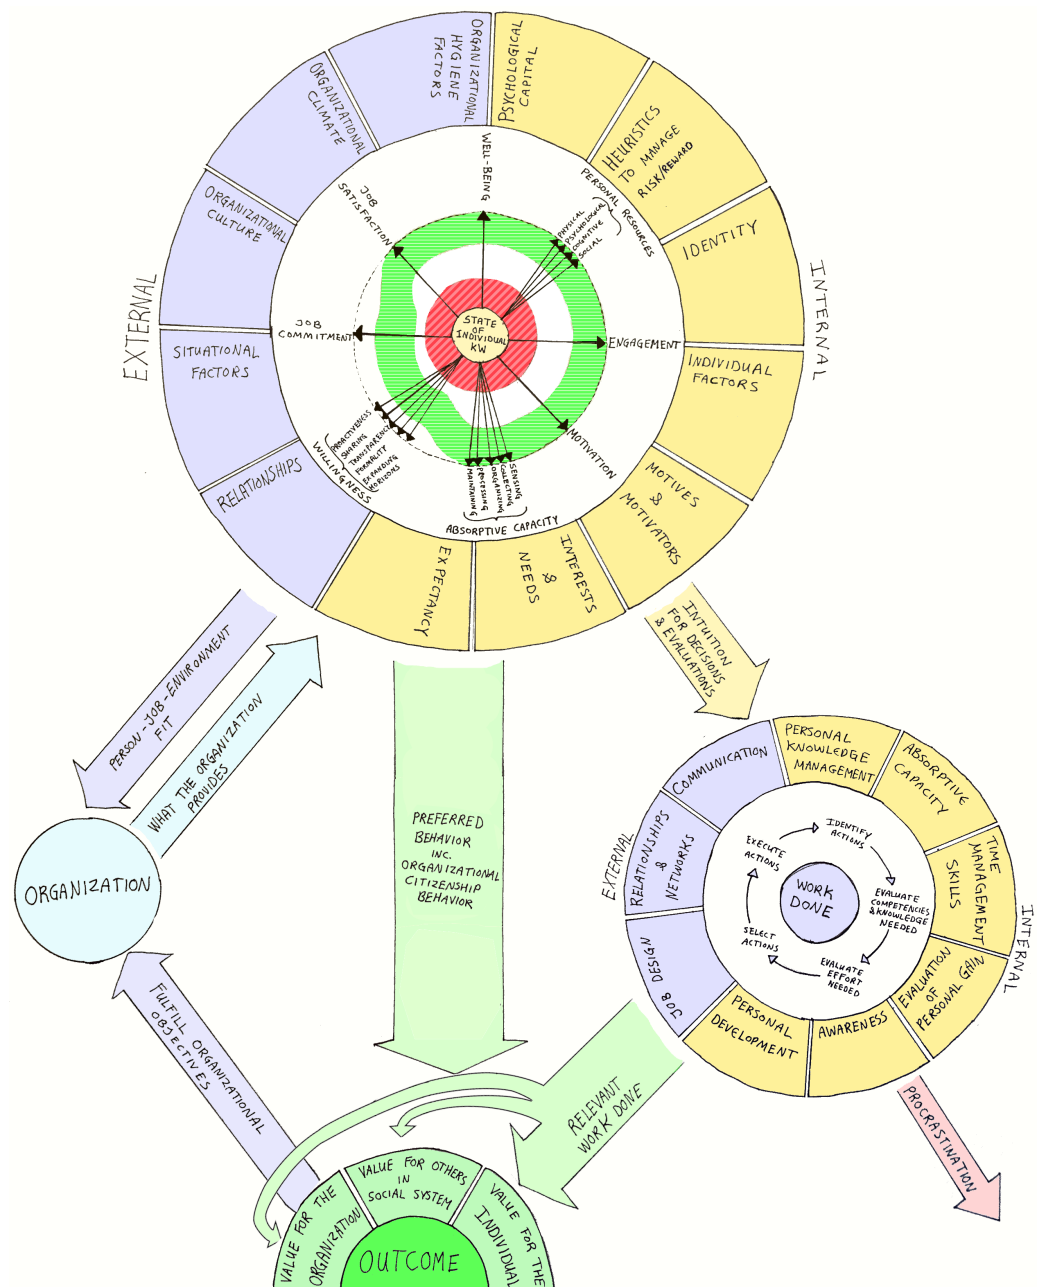 EXTERNAL
INTERNAL
ORGANIZATIONAL
HYGIENE
FACTORS
PSYCHOLOGICAL
CAPITAL
HEURISTICS
TO MANAGE
RISK/REWARD
IDENTITY
INDIVIDUAL
FACTORS
MOTIVES
&
MOTIVATORS
INTERESTS
&
NEEDS
EXPECTANCY
RELATIONSHIPS
SITUATIONAL
FACTORS
ORGANIZATIONAL
CULTURE
ORGANIZATIONAL
CLIMATE
WELL-BEING
PERSONAL RESOURCES
PHYSICAL
PSYCHOLOGICAL
COGNITIVE
SOCIAL
ENGAGEMENT
MOTIVATION
SENSING
COLLECTING
ORGANIZING
PROCESSING
MAINTAINING
ABSORPTIVE CAPACITY
PROACTIVENESS
SHARING
TRANSPARENCY
FORMALITY
EXPANDING
HORIZONS
WILLINGNESS
JOB
COMMITMENT
JOB
SATISFACTION
STATE
OF
INDIVIDUAL
KW
PERSON-JOB-ENVIRONMENT
FIT
WHAT THE ORGANIZATION
PROVIDES
ORGANIZATION
FULFILL ORGANIZATIONAL
OBJECTIVES
PREFERRED
BEHAVIOR
INC.
ORGANIZATIONAL
CITIZENSHIP
BEHAVIOR
INTUITION
FOR DECISIONS
& EVALUATIONS
EXTERNAL
INTERNAL
COMMUNICATION
PERSONAL
KNOWLEDGE
MANAGEMENT
ABSORPTIVE
CAPACITY
TIME
MANAGEMENT
SKILLS
EVALUATION
OF
PERSONAL GAIN
AWARENESS
PERSONAL
DEVELOPMENT
JOB DESIGN
RELATIONSHIPS
&
NETWORKS
IDENTIFY
ACTIONS
EVALUATE
COMPETENCIES
& KNOWLEDGE
NEEDED
EVALUATE
EFFORT
NEEDED
SELECT
ACTIONS
EXECUTE
ACTIONS
WORK
DONE
RELEVANT
WORK DONE
PROCRASTINATION
VALUE FOR THE
ORGANIZATION
VALUE FOR OTHERS
IN
SOCIAL SYSTEM
VALUE FOR THE
INDIVIDUAL
OUTCOME